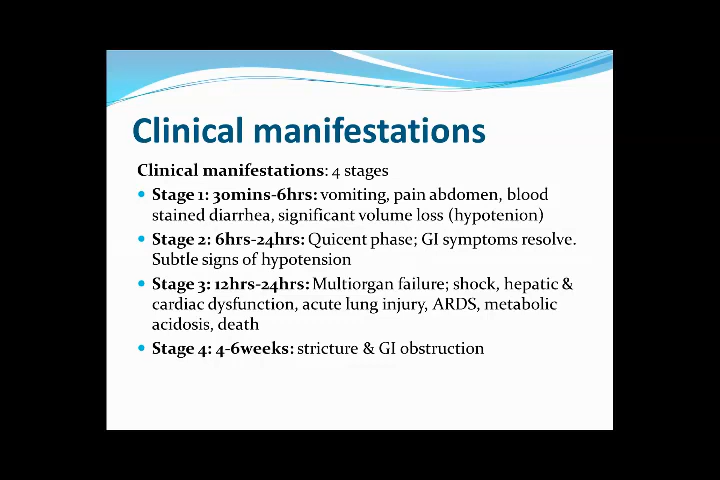 Clinical manifestations
Clinical manifestations: 4 stages
Stage 1: 30mins-6hrs: vomiting, pain abdomen, blood
stained diarrhea, significant volume loss (hypotenion)
Stage 2: 6hrs-24hrs: Quicent phase; GI symptoms resolve.
Subtle signs of hypotension
Stage 3: 12hrs-24hrs: Multiorgan failure; shock, hepatic &
cardiac dysfunction, acute lung injury, ARDS, metabolic
acidosis, death
Stage 4: 4-6weeks: stricture & GI obstruction